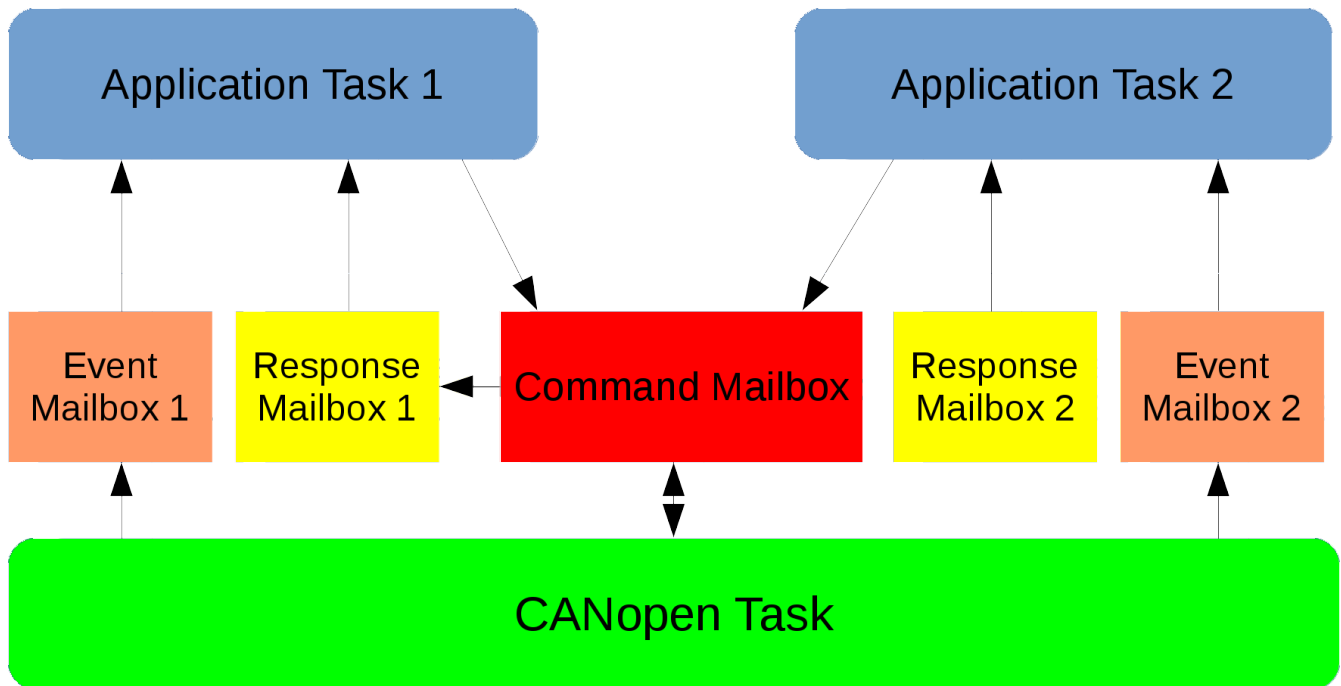 Application Task 1
Application Task 2
Event
Mailbox 1
Response
Mailbox 1
Command Mailbox
Response
Mailbox 2
Event
Mailbox 2
CANopen Task